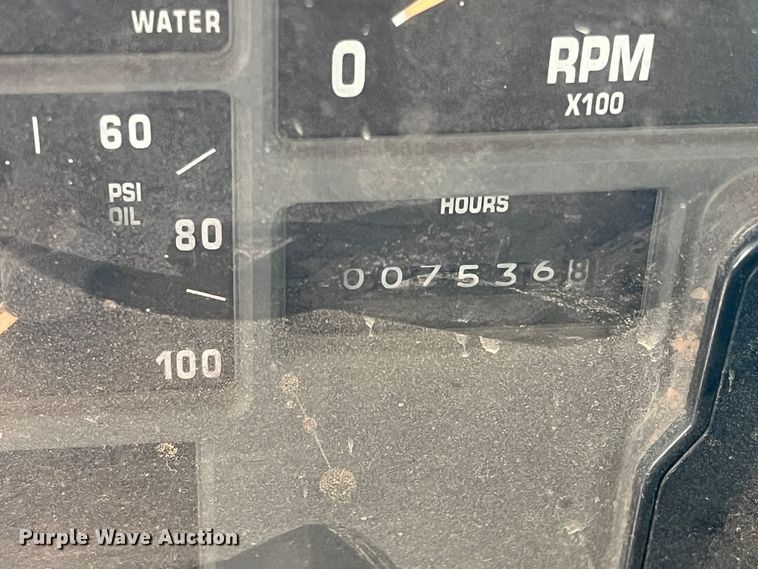 WATER
0
RPM
X100
60
PSI
OIL
80
100
HOURS
0075368
Purple Wave Auction